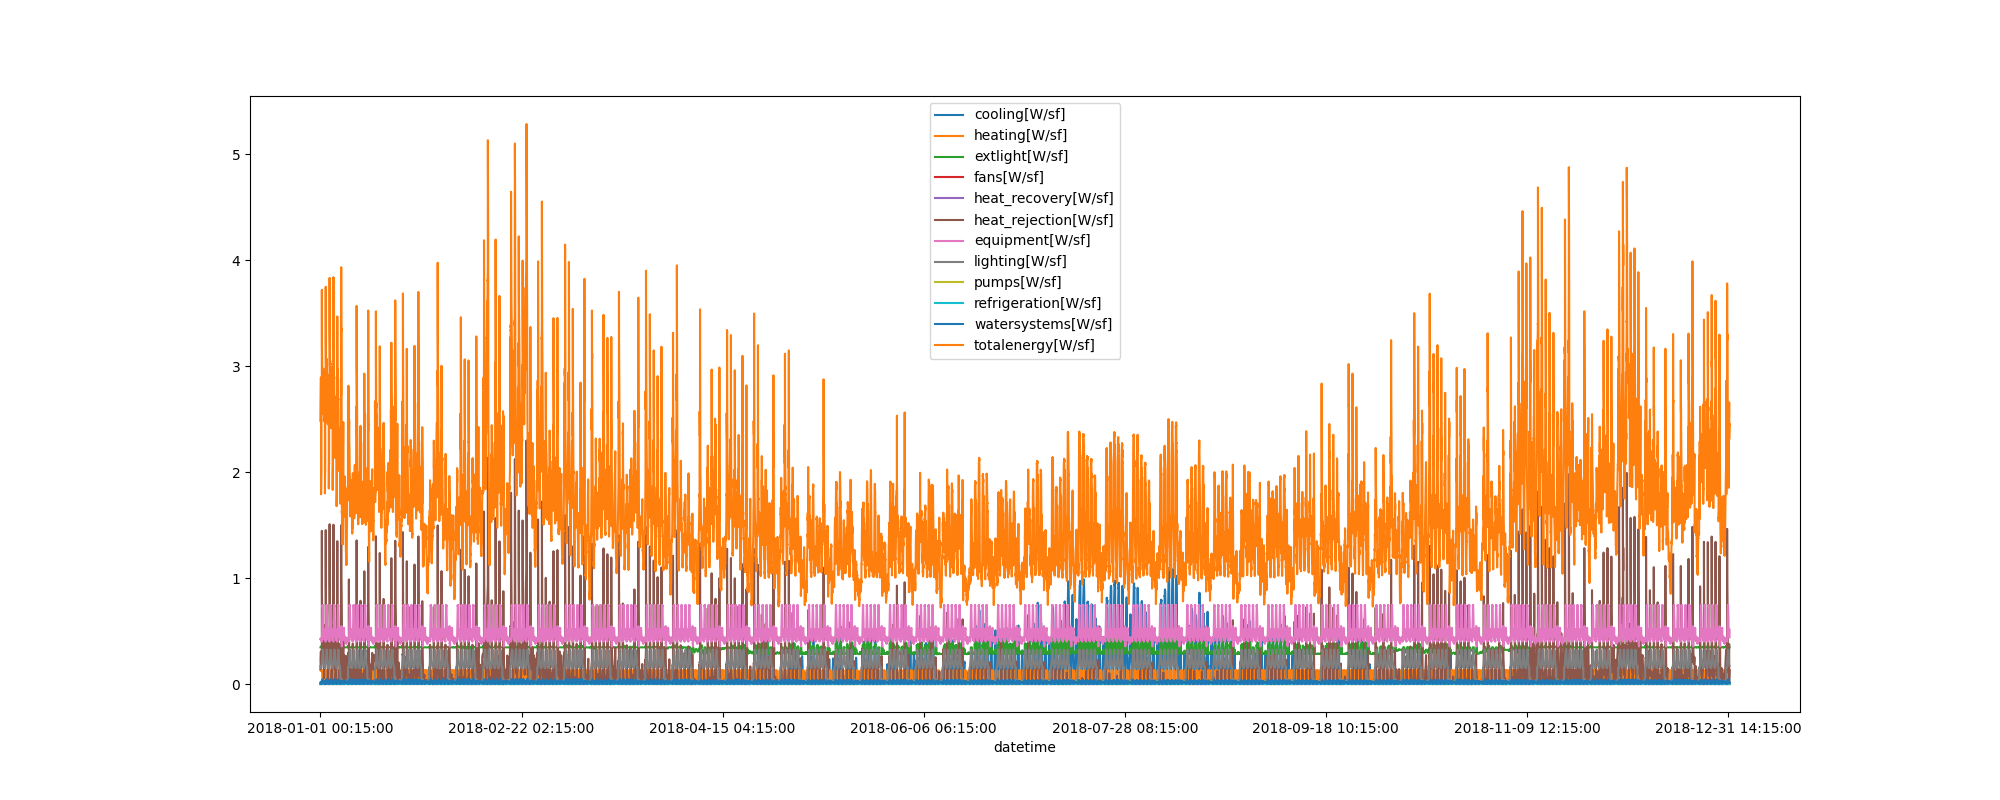 cooling[W/sf]
heating[W/sf]
extlight[W/sf]
fans[W/sf]
heat_recovery[W/sf]
heat_rejection[W/sf]
equipment[W/sf]
lighting[W/sf]
pumps[W/sf]
refrigeration[W/sf]
watersystems[W/sf]
totalenergy[W/sf]
5
4
3
2
1
0
2018-01-01 00:15:00 2018-02-22 02:15:00 2018-04-15 04:15:00 2018-06-06 06:15:00 2018-07-28 08:15:00 2018-09-18 10:15:00 2018-11-09 12:15:00 2018-12-31 14:15:00
datetime